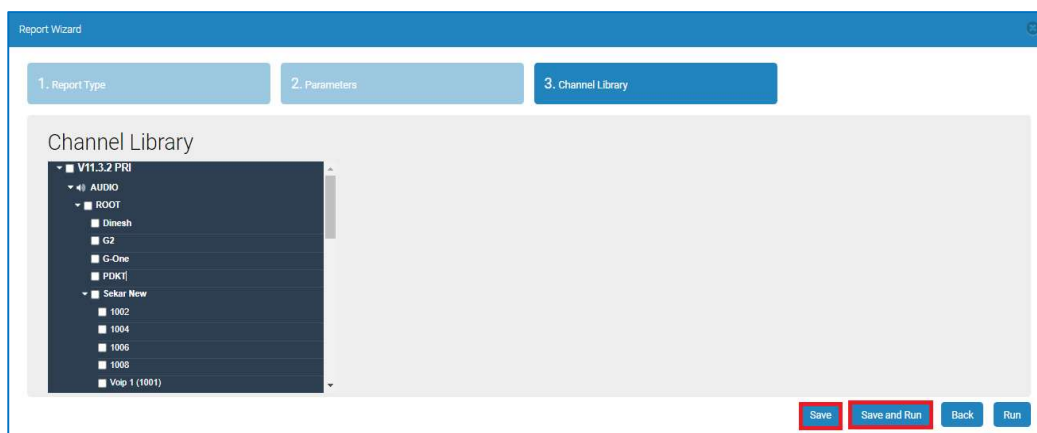 Report Wizard
1. Report Type
2. Parameters
3. Channel Library
Channel Library
V11.3.2 PRI
AUDIO
ROOT
Dinesh
G2
G-One
PDKT
Sekar New
1002
1004
1006
1008
Voip 1 (1001)
Save Save and Run Back Run